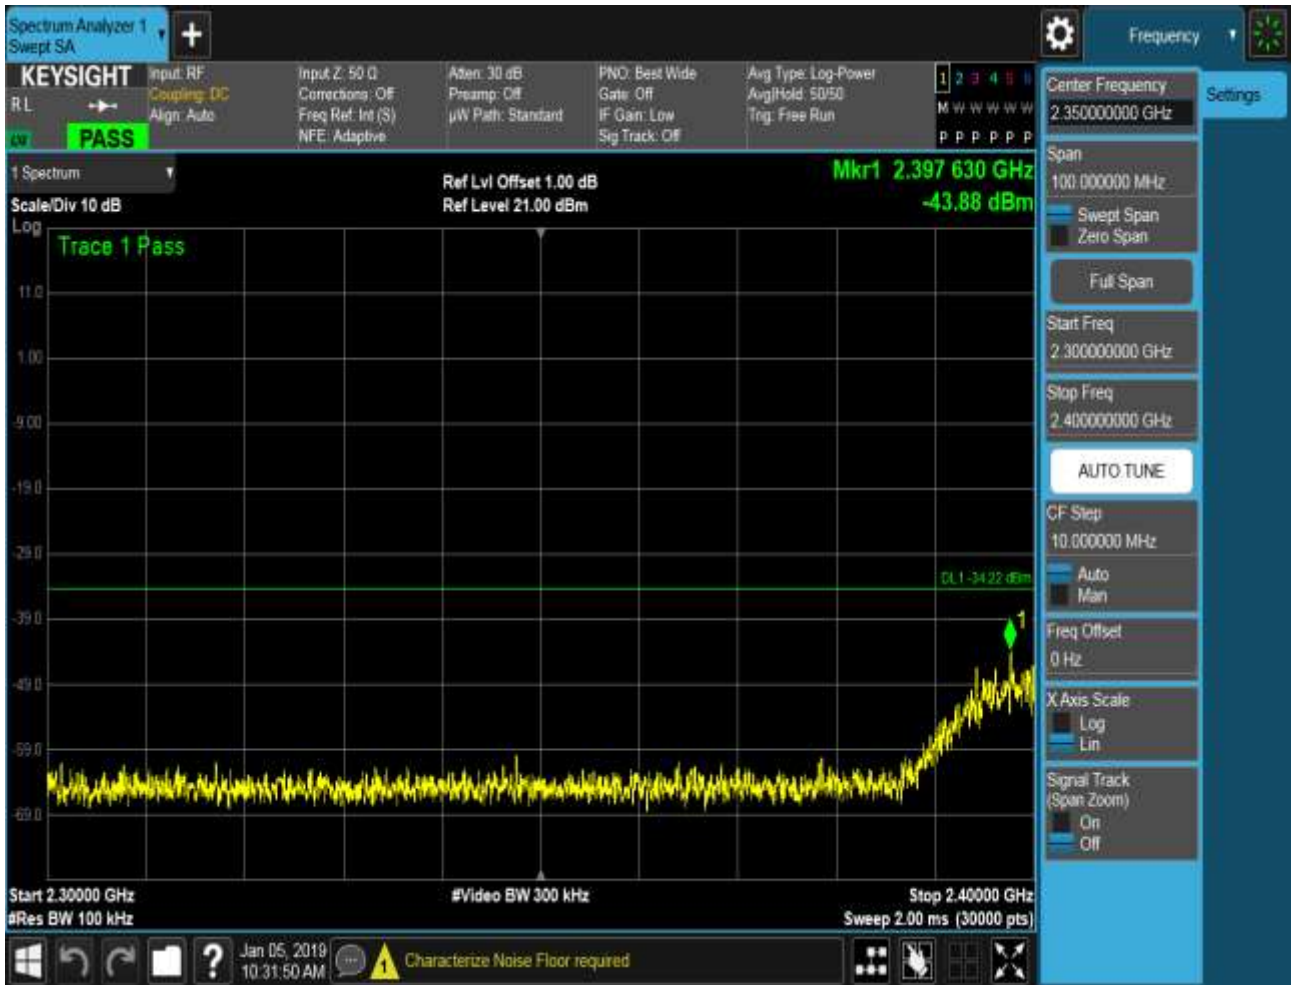 Spectrum Analyzer 1
Swept SA
Frequency
KEYSIGHT
R L
PASS
Input: RF
Coupling: DC
Align: Auto
Input Z: 50 Ω
Corrections: Off
Freq Ref: Int (S)
NFE: Adaptive
Atten: 30 dB
Preamp: Off
µW Path: Standard
PNO: Best Wide
Gate: Off
IF Gain: Low
Sig Track: Off
Avg Type: Log-Power
Avg|Hold: 50/50
Trig: Free Run
1 2 3 4 5 6
M W W W W W
P P P P P P
1 Spectrum
Scale/Div 10 dB
Ref Lvl Offset 1.00 dB
Ref Level 21.00 dBm
Mkr1 2.397 630 GHz
-43.88 dBm
Log
Trace 1 Pass
11.0
1.00
-9.00
-19.0
-29.0
DL1 -34.22 dBm
-39.0
1
-49.0
-59.0
-69.0
Start 2.30000 GHz
#Res BW 100 kHz
#Video BW 300 kHz
Stop 2.40000 GHz
Sweep 2.00 ms (30000 pts)
Center Frequency
2.350000000 GHz
Settings
Span
100.000000 MHz
Swept Span
Zero Span
Full Span
Start Freq
2.300000000 GHz
Stop Freq
2.400000000 GHz
AUTO TUNE
CF Step
10.000000 MHz
Auto
Man
Freq Offset
0 Hz
X Axis Scale
Log
Lin
Signal Track
(Span Zoom)
On
Off
?
Jan 05, 2019
10:31:50 AM
1
Characterize Noise Floor required